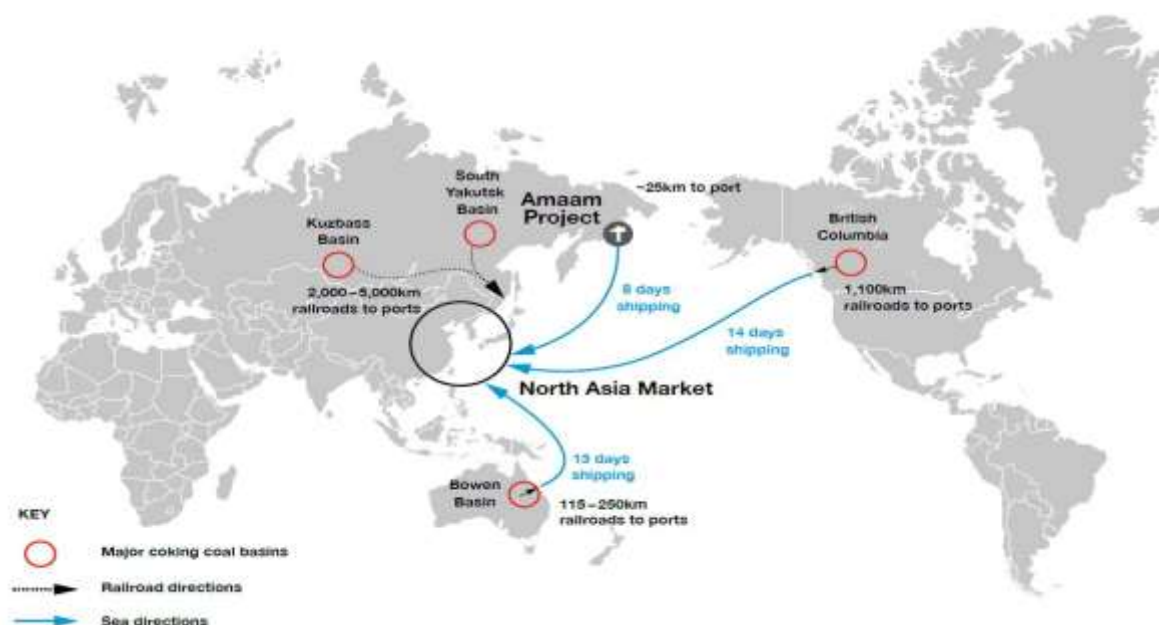 South
Yakutsk
Basin
~25km to port
Amaam
Project
Kuzbass
Basin
British
Columbia
2,000–5,000km
railroads to ports
8 days
shipping
1,100km
railroads to ports
14 days
shipping
North Asia Market
13 days
shipping
Bowen
Basin
115–250km
railroads to ports
KEY
Major coking coal basins
Railroad directions
Sea directions